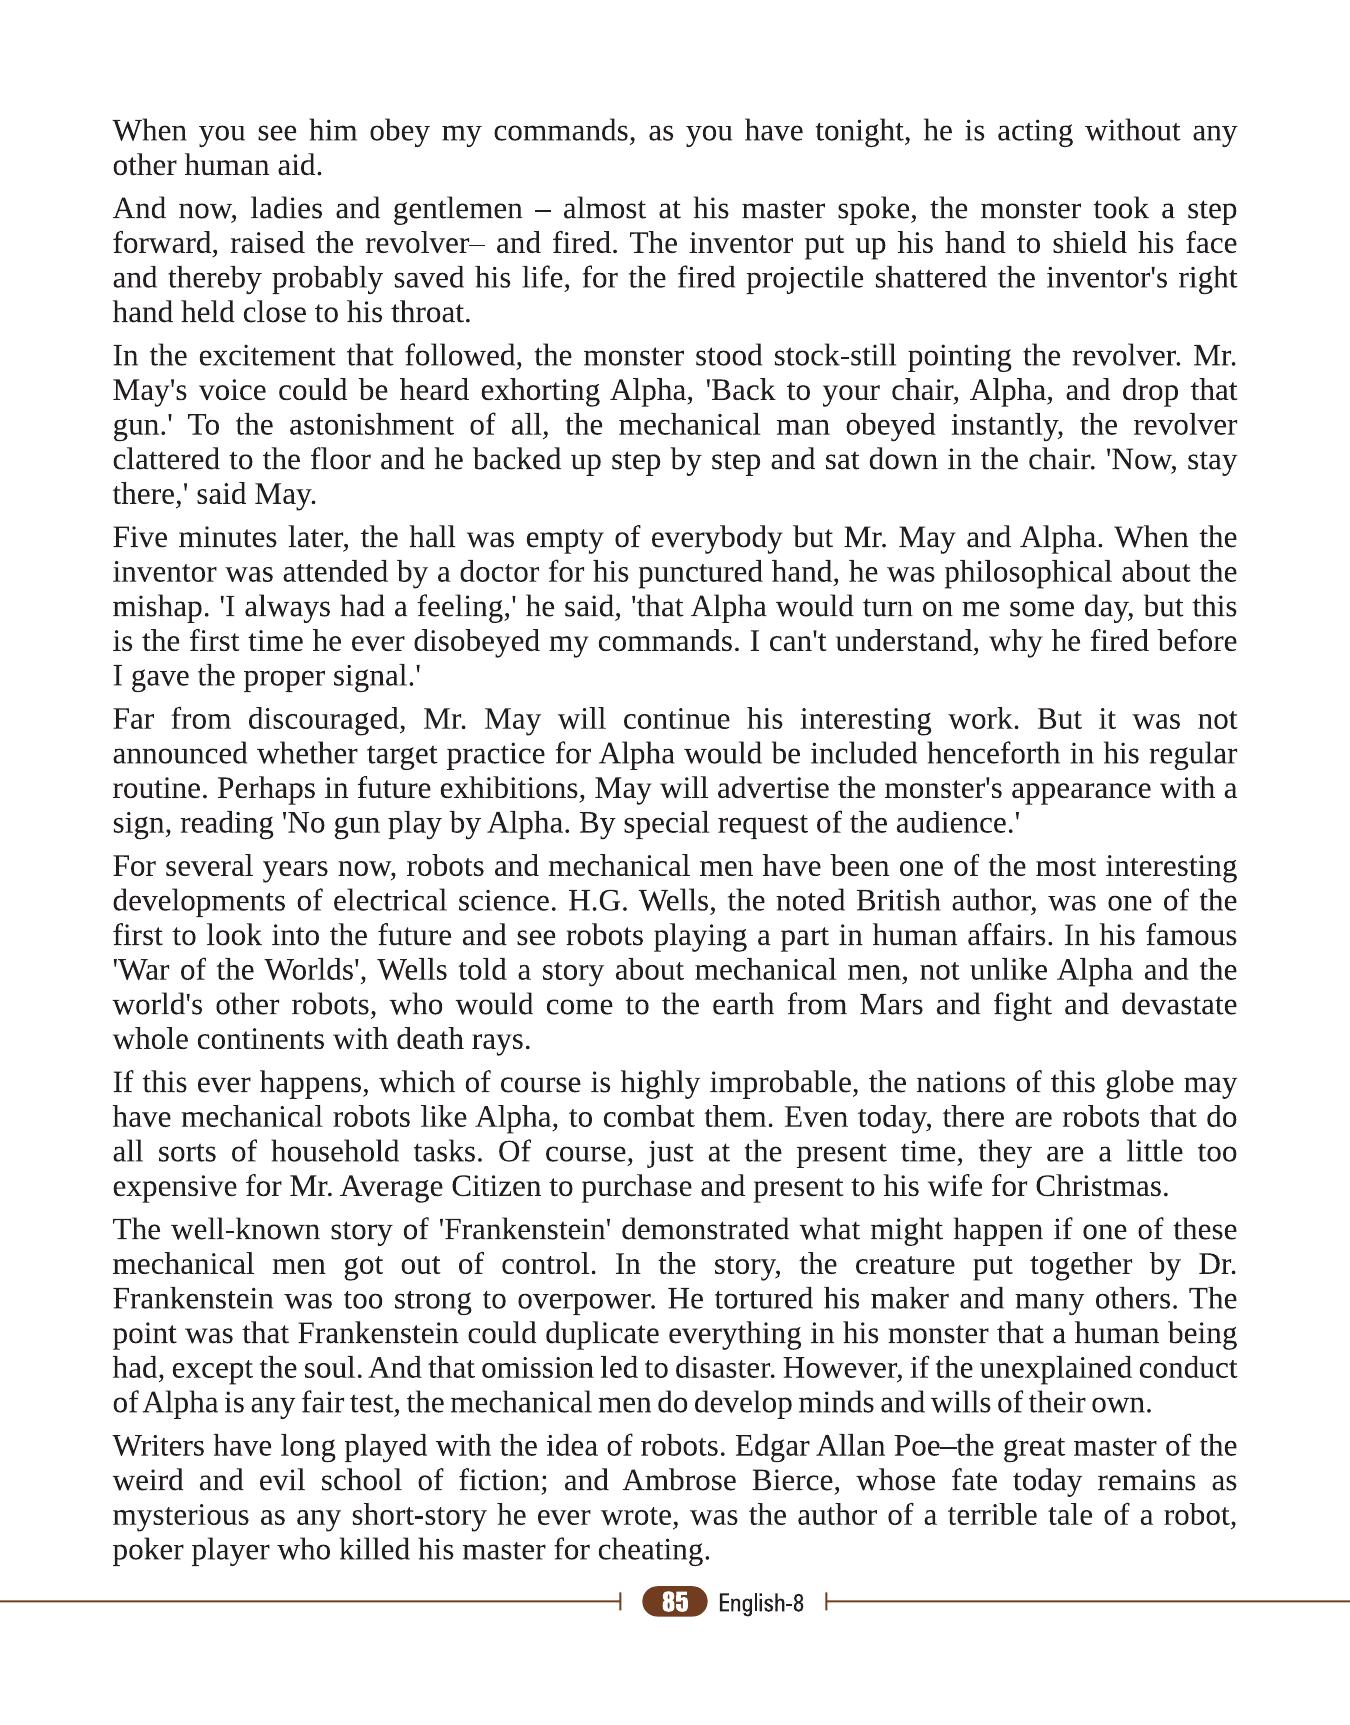 When you see him obey my commands, as you have tonight, he is acting without any
other human aid.
And now, ladies and gentlemen – almost at his master spoke, the monster took a step
forward, raised the revolver– and fired. The inventor put up his hand to shield his face
and thereby probably saved his life, for the fired projectile shattered the inventor's right
hand held close to his throat.
In the excitement that followed, the monster stood stock-still pointing the revolver. Mr.
May's voice could be heard exhorting Alpha, 'Back to your chair, Alpha, and drop that
gun.' To the astonishment of all, the mechanical man obeyed instantly, the revolver
clattered to the floor and he backed up step by step and sat down in the chair. 'Now, stay
there,' said May.
Five minutes later, the hall was empty of everybody but Mr. May and Alpha. When the
inventor was attended by a doctor for his punctured hand, he was philosophical about the
mishap. 'I always had a feeling,' he said, 'that Alpha would turn on me some day, but this
is the first time he ever disobeyed my commands. I can't understand, why he fired before
I gave the proper signal.'
Far from discouraged, Mr. May will continue his interesting work. But it was not
announced whether target practice for Alpha would be included henceforth in his regular
routine. Perhaps in future exhibitions, May will advertise the monster's appearance with a
sign, reading 'No gun play by Alpha. By special request of the audience.'
For several years now, robots and mechanical men have been one of the most interesting
developments of electrical science. H.G. Wells, the noted British author, was one of the
first to look into the future and see robots playing a part in human affairs. In his famous
'War of the Worlds', Wells told a story about mechanical men, not unlike Alpha and the
world's other robots, who would come to the earth from Mars and fight and devastate
whole continents with death rays.
If this ever happens, which of course is highly improbable, the nations of this globe may
have mechanical robots like Alpha, to combat them. Even today, there are robots that do
all sorts of household tasks. Of course, just at the present time, they are a little too
expensive for Mr. Average Citizen to purchase and present to his wife for Christmas.
The well-known story of 'Frankenstein' demonstrated what might happen if one of these
mechanical men got out of control. In the story, the creature put together by Dr.
Frankenstein was too strong to overpower. He tortured his maker and many others. The
point was that Frankenstein could duplicate everything in his monster that a human being
had, except the soul. And that omission led to disaster. However, if the unexplained conduct
of Alpha is any fair test, the mechanical men do develop minds and wills of their own.
Writers have long played with the idea of robots. Edgar Allan Poe–the great master of the
weird and evil school of fiction; and Ambrose Bierce, whose fate today remains as
mysterious as any short-story he ever wrote, was the author of a terrible tale of a robot,
poker player who killed his master for cheating.
85 English-8